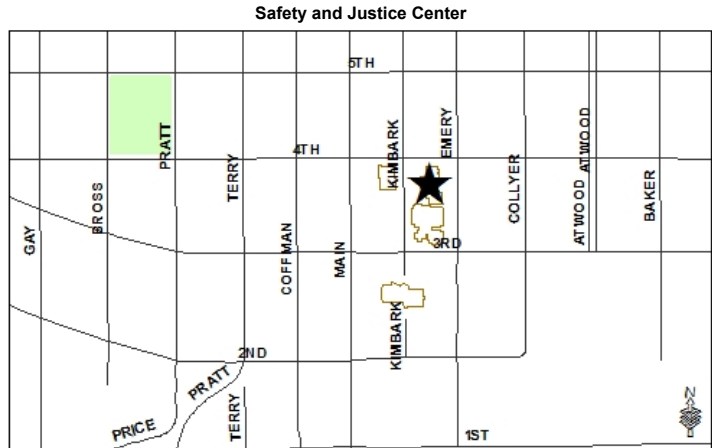 Safety and Justice Center
5TH
4TH
PRATT
TERRY
KIMBARK
EMERY
ATWOOD
BROSS
GAY
COFFMAN
MAIN
3RD
COLLYER
ATWOOD
BAKER
2ND
KIMBARK
PRATT
PRICE
TERRY
1ST
N